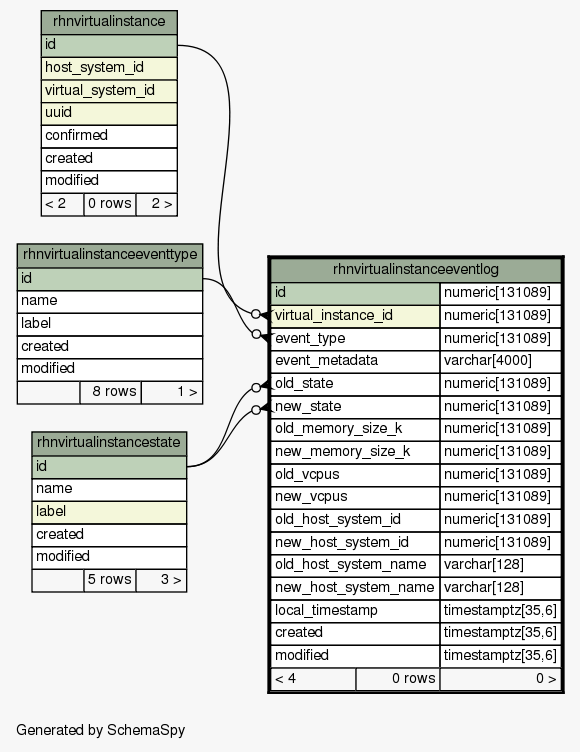 rhnvirtualinstance
id
host_system_id
virtual_system_id
uuid
confirmed
created
modified
< 2 0 rows 2 >
rhnvirtualinstanceeventtype
id
name
label
created
modified
8 rows 1 >
rhnvirtualinstancestate
id
name
label
created
modified
5 rows 3 >
rhnvirtualinstanceeventlog
id numeric[131089]
virtual_instance_id numeric[131089]
event_type numeric[131089]
event_metadata varchar[4000]
old_state numeric[131089]
new_state numeric[131089]
old_memory_size_k numeric[131089]
new_memory_size_k numeric[131089]
old_vcpus numeric[131089]
new_vcpus numeric[131089]
old_host_system_id numeric[131089]
new_host_system_id numeric[131089]
old_host_system_name varchar[128]
new_host_system_name varchar[128]
local_timestamp timestamptz[35,6]
created timestamptz[35,6]
modified timestamptz[35,6]
< 4 0 rows 0 >
Generated by SchemaSpy